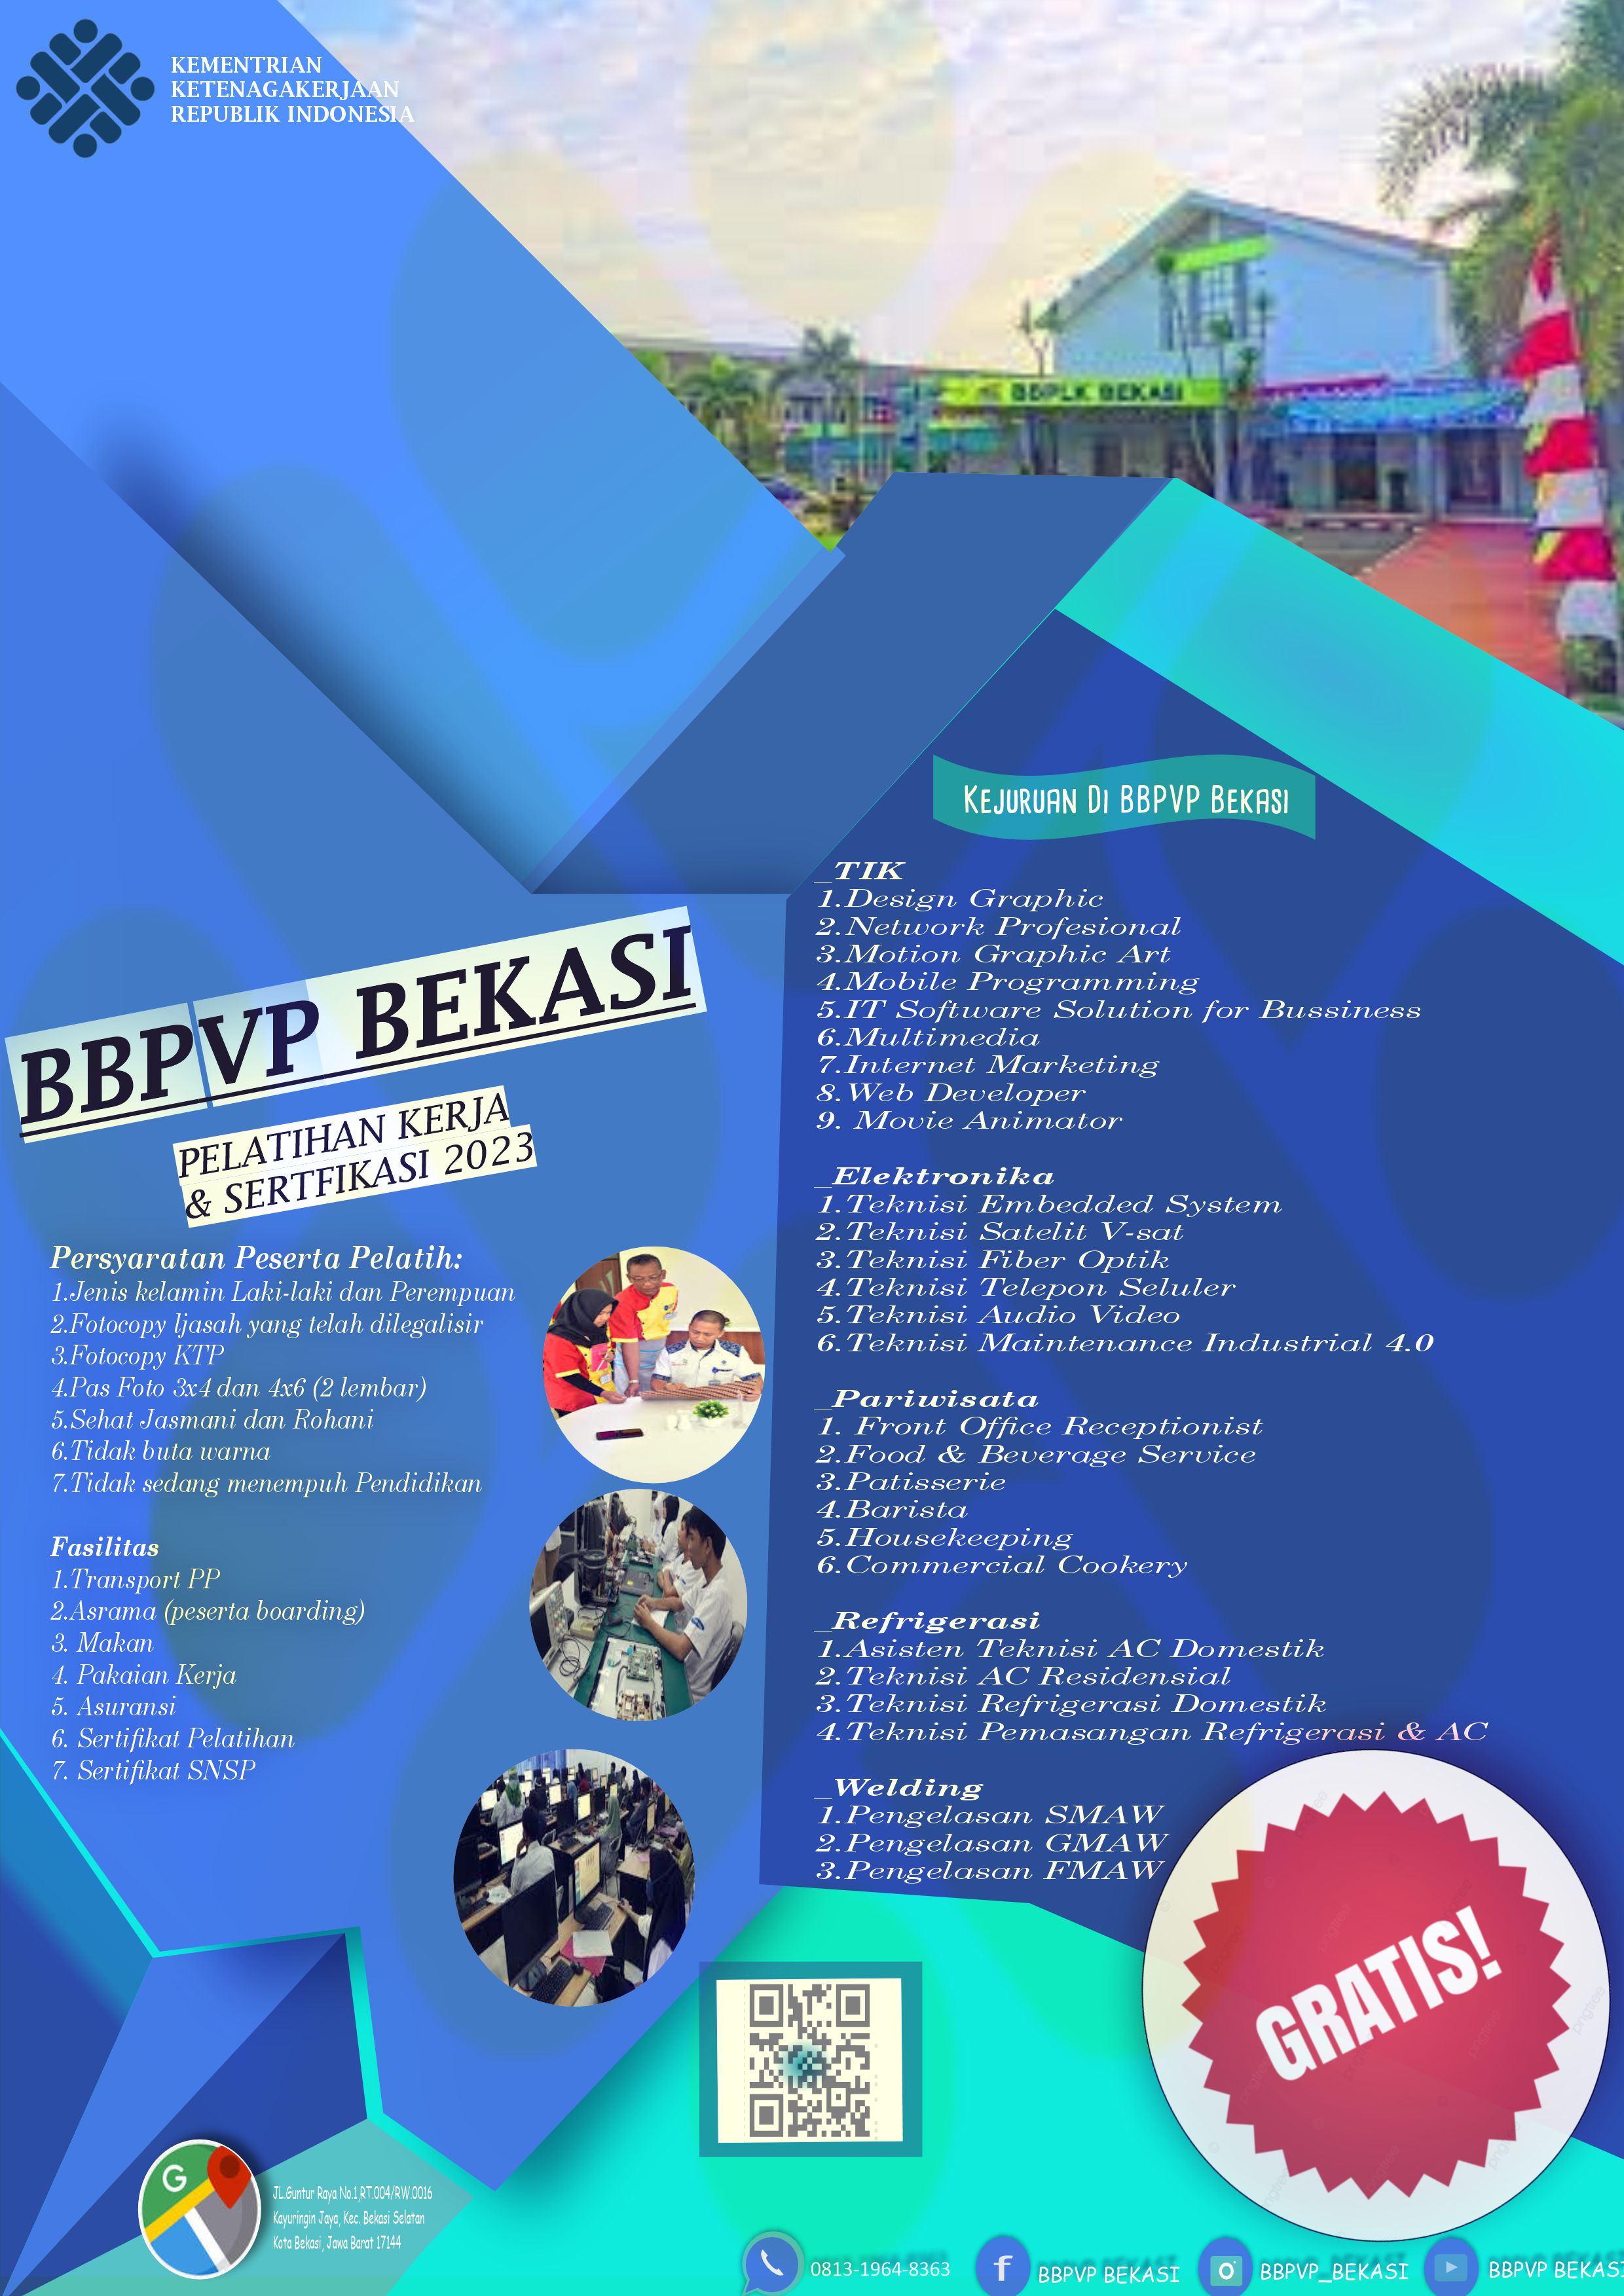 KEMENTRIAN
KETENAGAKERJAAN
REPUBLIK INDONESIA
BBPLK BEKASI
BBPVP BEKASI
PELATIHAN KERJA
& SERTFIKASI 2023
Persyaratan Peserta Pelatih:
1.Jenis kelamin Laki-laki dan Perempuan
2.Fotocopy Ijasah yang telah dilegalisir
3.Fotocopy KTP
4.Pas Foto 3x4 dan 4x6 (2 lembar)
5.Sehat Jasmani dan Rohani
6.Tidak buta warna
7.Tidak sedang menempuh Pendidikan
Fasilitas
1.Transport PP
2.Asrama (peserta boarding)
3. Makan
4. Pakaian Kerja
5. Asuransi
6. Sertifikat Pelatihan
7. Sertifikat SNSP
Kejuruan Di BBPVP Bekasi
_TIK
1.Design Graphic
2.Network Profesional
3.Motion Graphic Art
4.Mobile Programming
5.IT Software Solution for Bussiness
6.Multimedia
7.Internet Marketing
8.Web Developer
9. Movie Animator
_Elektronika
1.Teknisi Embedded System
2.Teknisi Satelit V-sat
3.Teknisi Fiber Optik
4.Teknisi Telepon Seluler
5.Teknisi Audio Video
6.Teknisi Maintenance Industrial 4.0
_Pariwisata
1. Front Office Receptionist
2.Food & Beverage Service
3.Patisserie
4.Barista
5.Housekeeping
6.Commercial Cookery
_Refrigerasi
1.Asisten Teknisi AC Domestik
2.Teknisi AC Residensial
3.Teknisi Refrigerasi Domestik
4.Teknisi Pemasangan Refrigerasi & AC
_Welding
1.Pengelasan SMAW
2.Pengelasan GMAW
3.Pengelasan FMAW
GRATIS!
G
JL.Guntur Raya No.1,RT.004/RW.0016
Kayuringin Jaya, Kec. Bekasi Selatan
Kota Bekasi, Jawa Barat 17144
0813-1964-8363
BBPVP BEKASI
BBPVP_BEKASI
BBPVP BEKASI